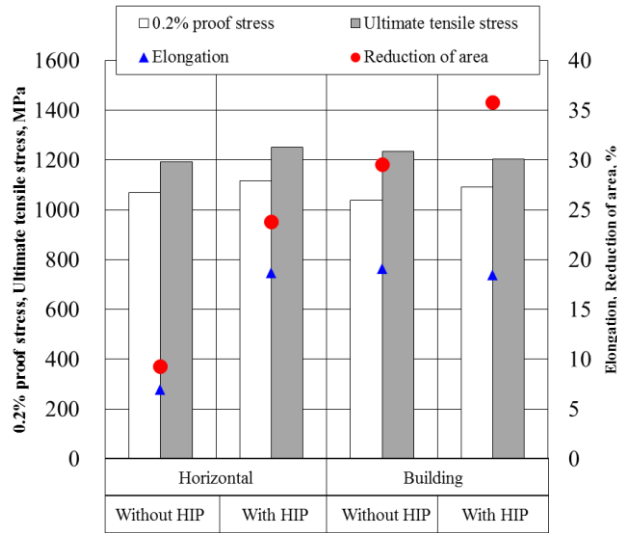 0.2% proof stress
Ultimate tensile stress
Elongation
Reduction of area
0.2% proof stress, Ultimate tensile stress, MPa
1600
1400
1200
1000
800
600
400
200
0
40
35
30
25
20
15
10
5
0
Elongation, Reduction of area, %
Horizontal
Building
Without HIP
With HIP
Without HIP
With HIP